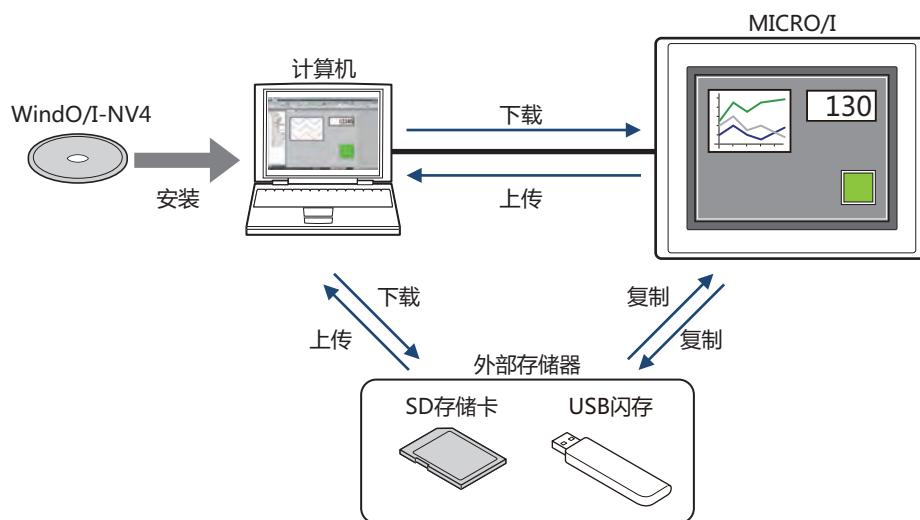 MICRO/I
计算机
WindO/I-NV4
下载
130
安装
上传
下载
复制
上传
复制
外部存储器
SD存储卡
USB闪存